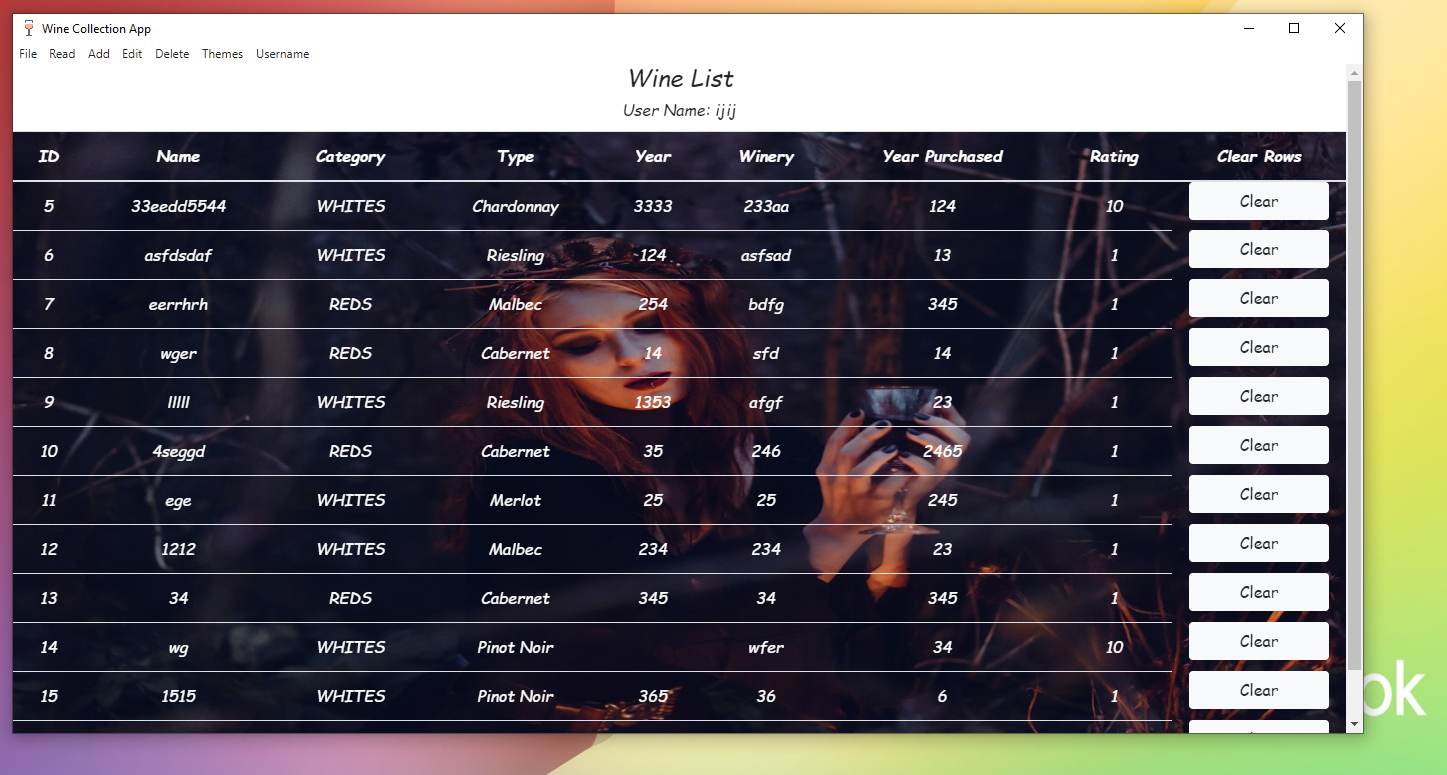 Wine Collection App
File Read Add Edit Delete Themes Username
Wine List
User Name: ijij
ID Name Category Type Year Winery Year Purchased Rating Clear Rows
5 33eedd5544 WHITES Chardonnay 3333 233aa 124 10 Clear
6 asfdsdaf WHITES Riesling 124 asfsad 13 1 Clear
7 eerrhrh REDS Malbec 254 bdfg 345 1 Clear
8 wger REDS Cabernet 14 sfd 14 1 Clear
9 lllll WHITES Riesling 1353 afgf 23 1 Clear
10 4seggd REDS Cabernet 35 246 2465 1 Clear
11 ege WHITES Merlot 25 25 245 1 Clear
12 1212 WHITES Malbec 234 234 23 1 Clear
13 34 REDS Cabernet 345 34 345 1 Clear
14 wg WHITES Pinot Noir wfer 34 10 Clear
15 1515 WHITES Pinot Noir 365 36 6 1 Clear
ok